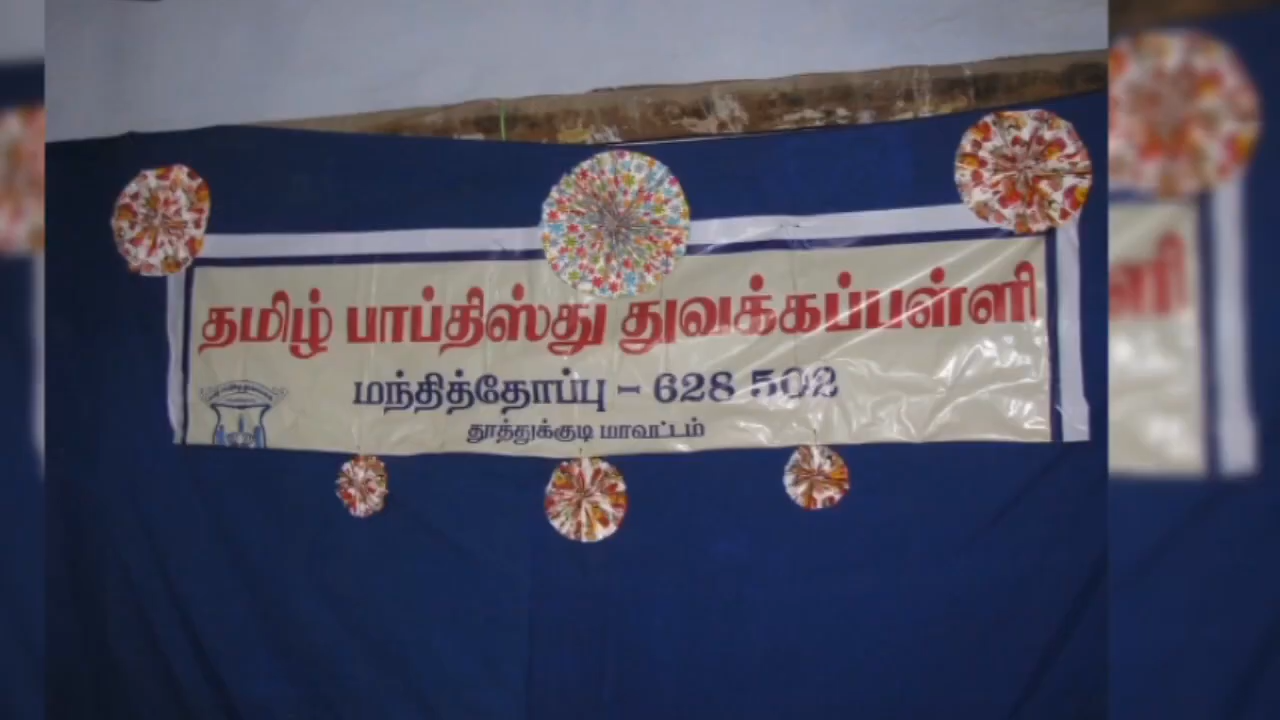 தமிழ் பாப்திஸ்து துவக்கப்பள்ளி
மந்தித்தோப்பு - 628 502
தூத்துக்குடி மாவட்டம்